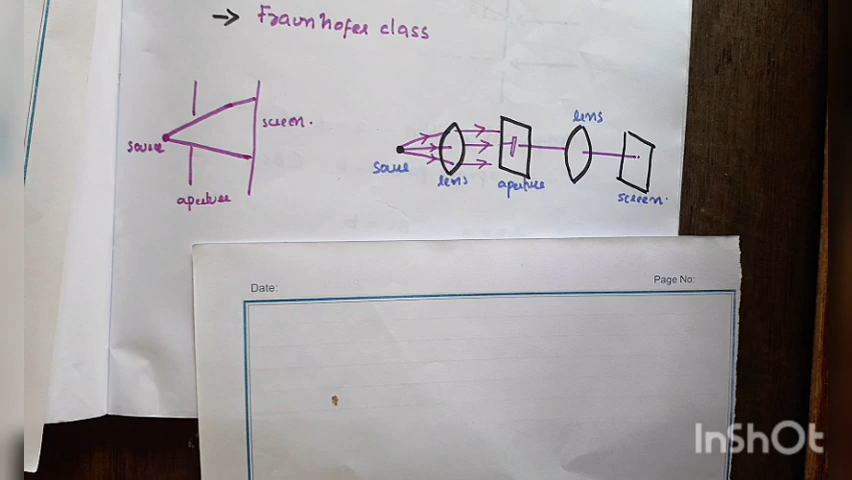 → Fraunhofer class
source
screen.
aperture
source
lens
aperture
lens
screen.
Date:
Page No:
InShOt